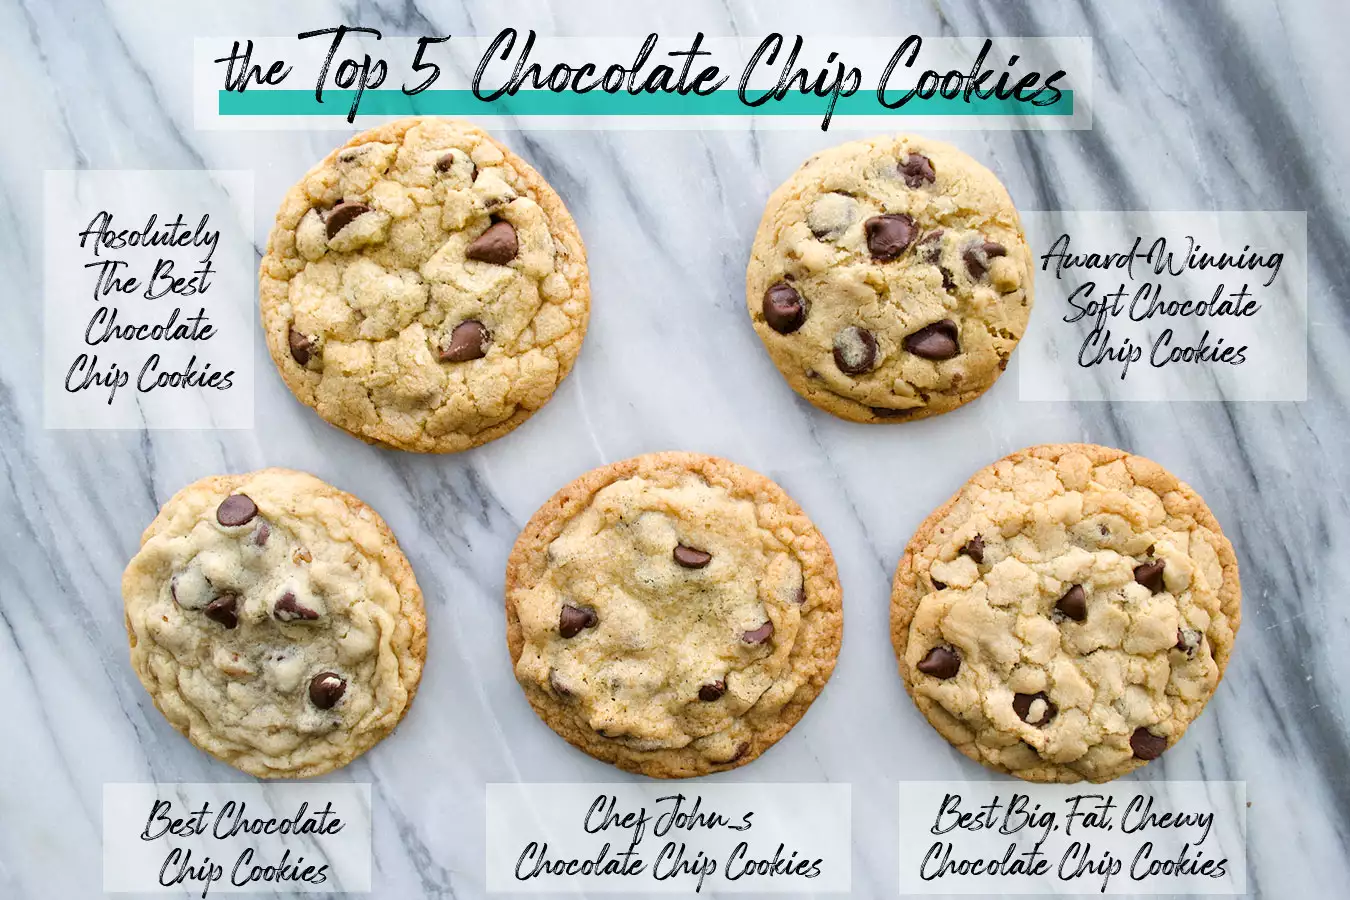 the Top 5 Chocolate Chip Cookies
Absolutely
The Best
Chocolate
Chip Cookies
Award-Winning
Soft Chocolate
Chip Cookies
Best Chocolate
Chip Cookies
Chef John_s
Chocolate Chip Cookies
Best Big, Fat, Chewy
Chocolate Chip Cookies